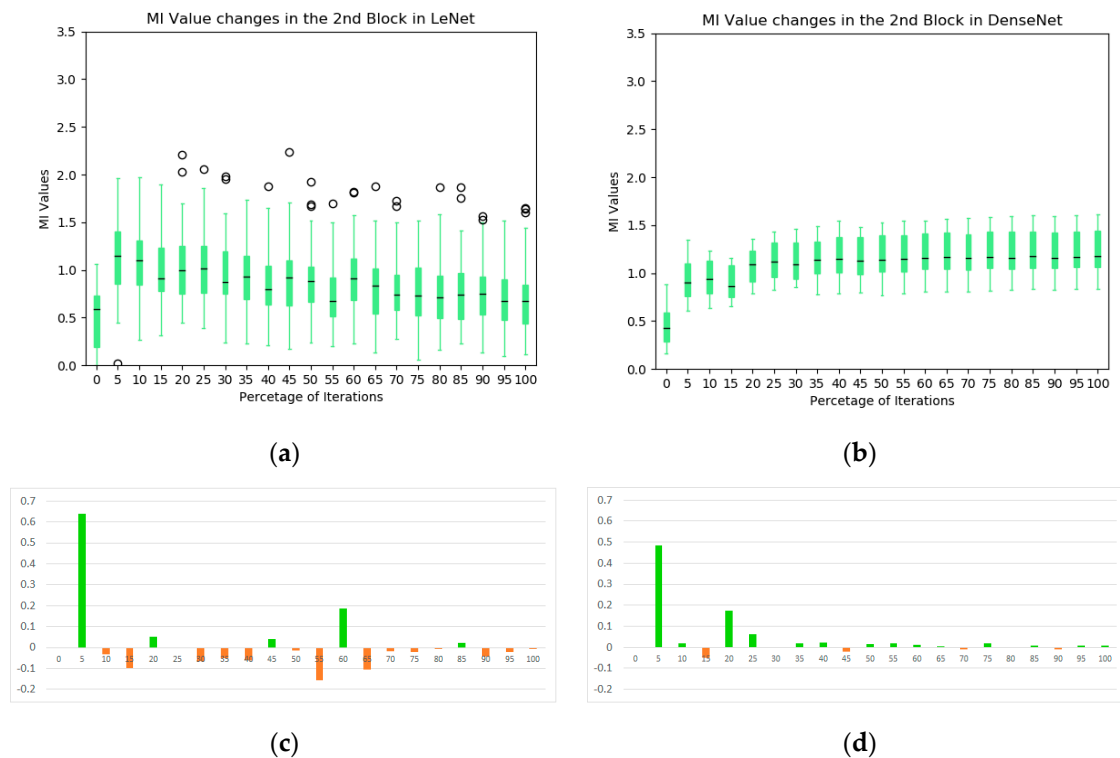 MI Value changes in the 2nd Block in LeNet
3.5
3.0
2.5
2.0
1.5
1.0
0.5
0.0
MI Values
0 5 10 15 20 25 30 35 40 45 50 55 60 65 70 75 80 85 90 95 100
Percetage of Iterations
(a)
MI Value changes in the 2nd Block in DenseNet
3.5
3.0
2.5
2.0
1.5
1.0
0.5
0.0
MI Values
0 5 10 15 20 25 30 35 40 45 50 55 60 65 70 75 80 85 90 95 100
Percetage of Iterations
(b)
0.7
0.6
0.5
0.4
0.3
0.2
0.1
0
-0.1
-0.2
0 5 10 15 20 25 30 35 40 45 50 55 60 65 70 75 80 85 90 95 100
(c)
0.7
0.6
0.5
0.4
0.3
0.2
0.1
0
-0.1
-0.2
0 5 10 15 20 25 30 35 40 45 50 55 60 65 70 75 80 85 90 95 100
(d)